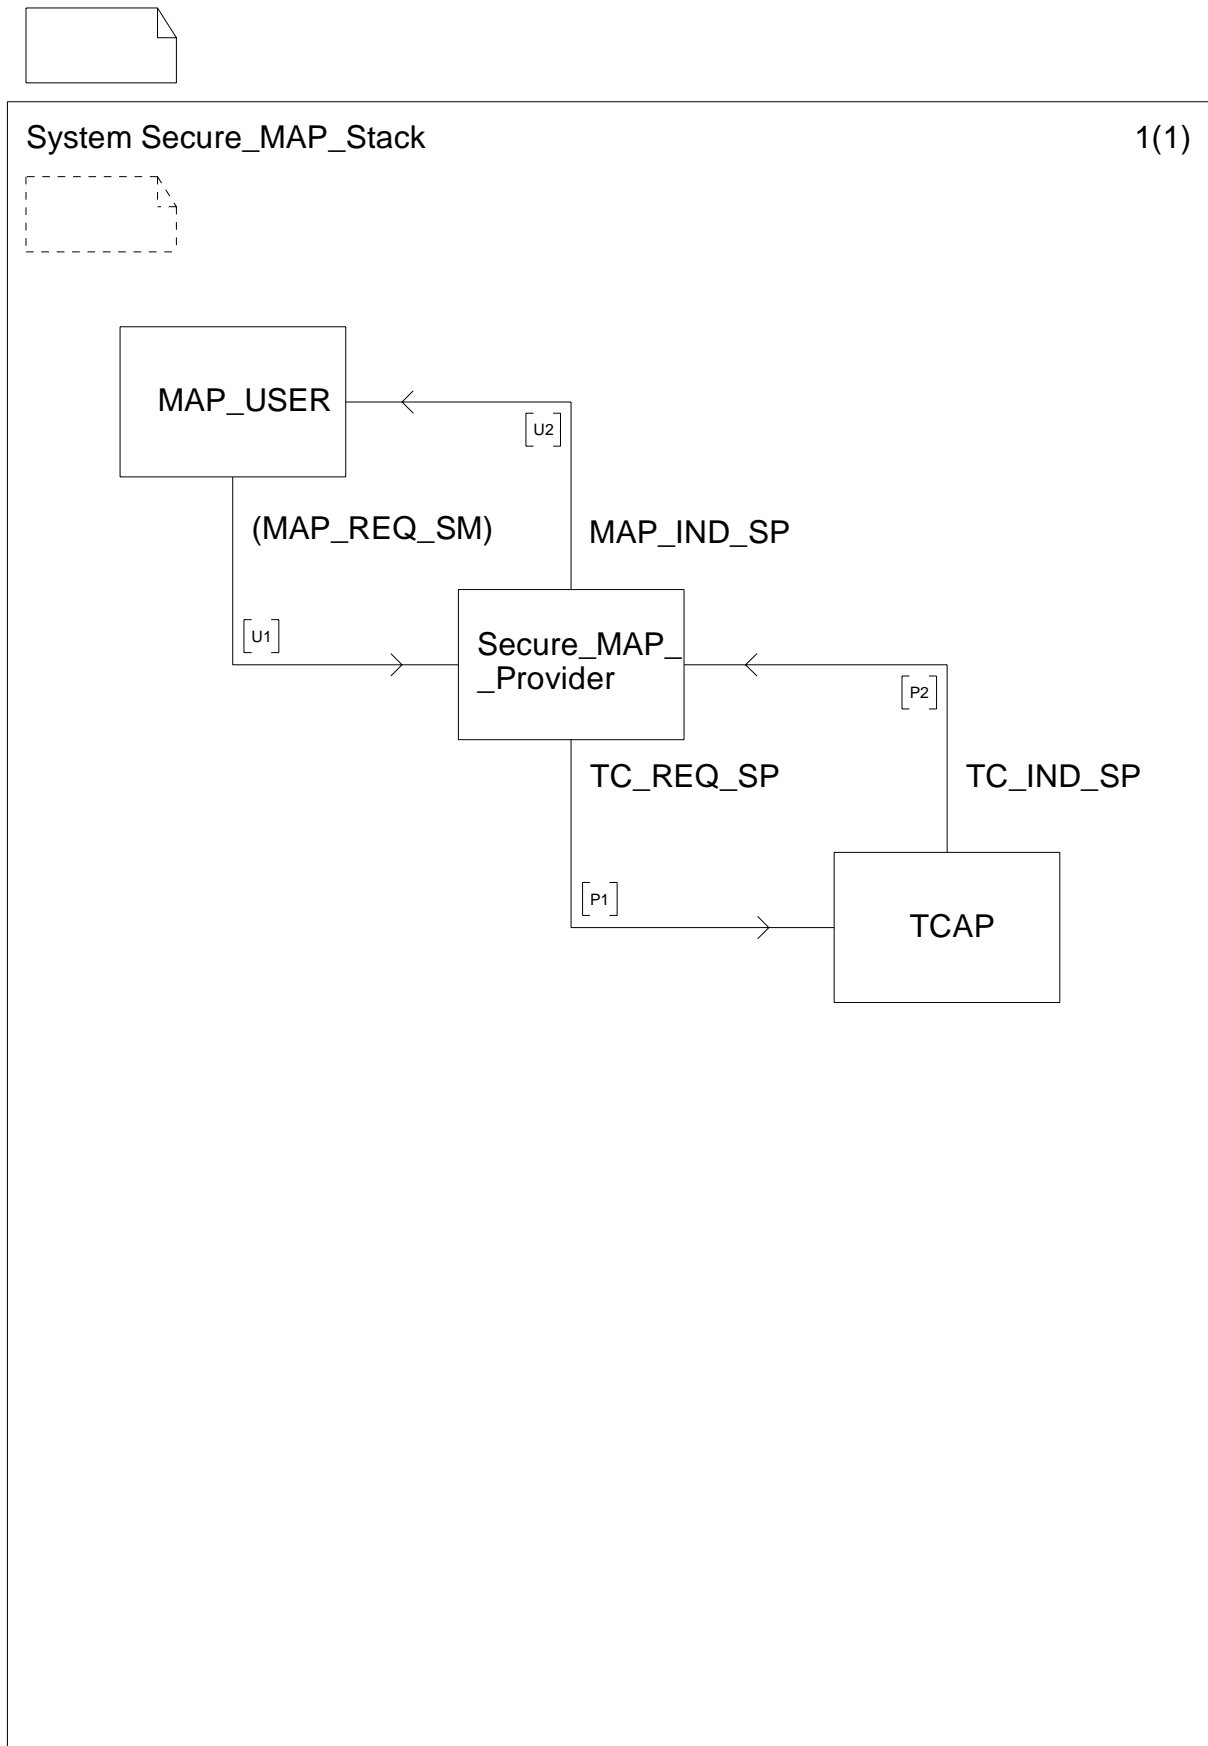 System Secure_MAP_Stack 1(1)
MAP_USER
[U2]
(MAP_REQ_SM) MAP_IND_SP
[U1]
Secure_MAP_
_Provider
[P2]
TC_REQ_SP TC_IND_SP
[P1]
TCAP